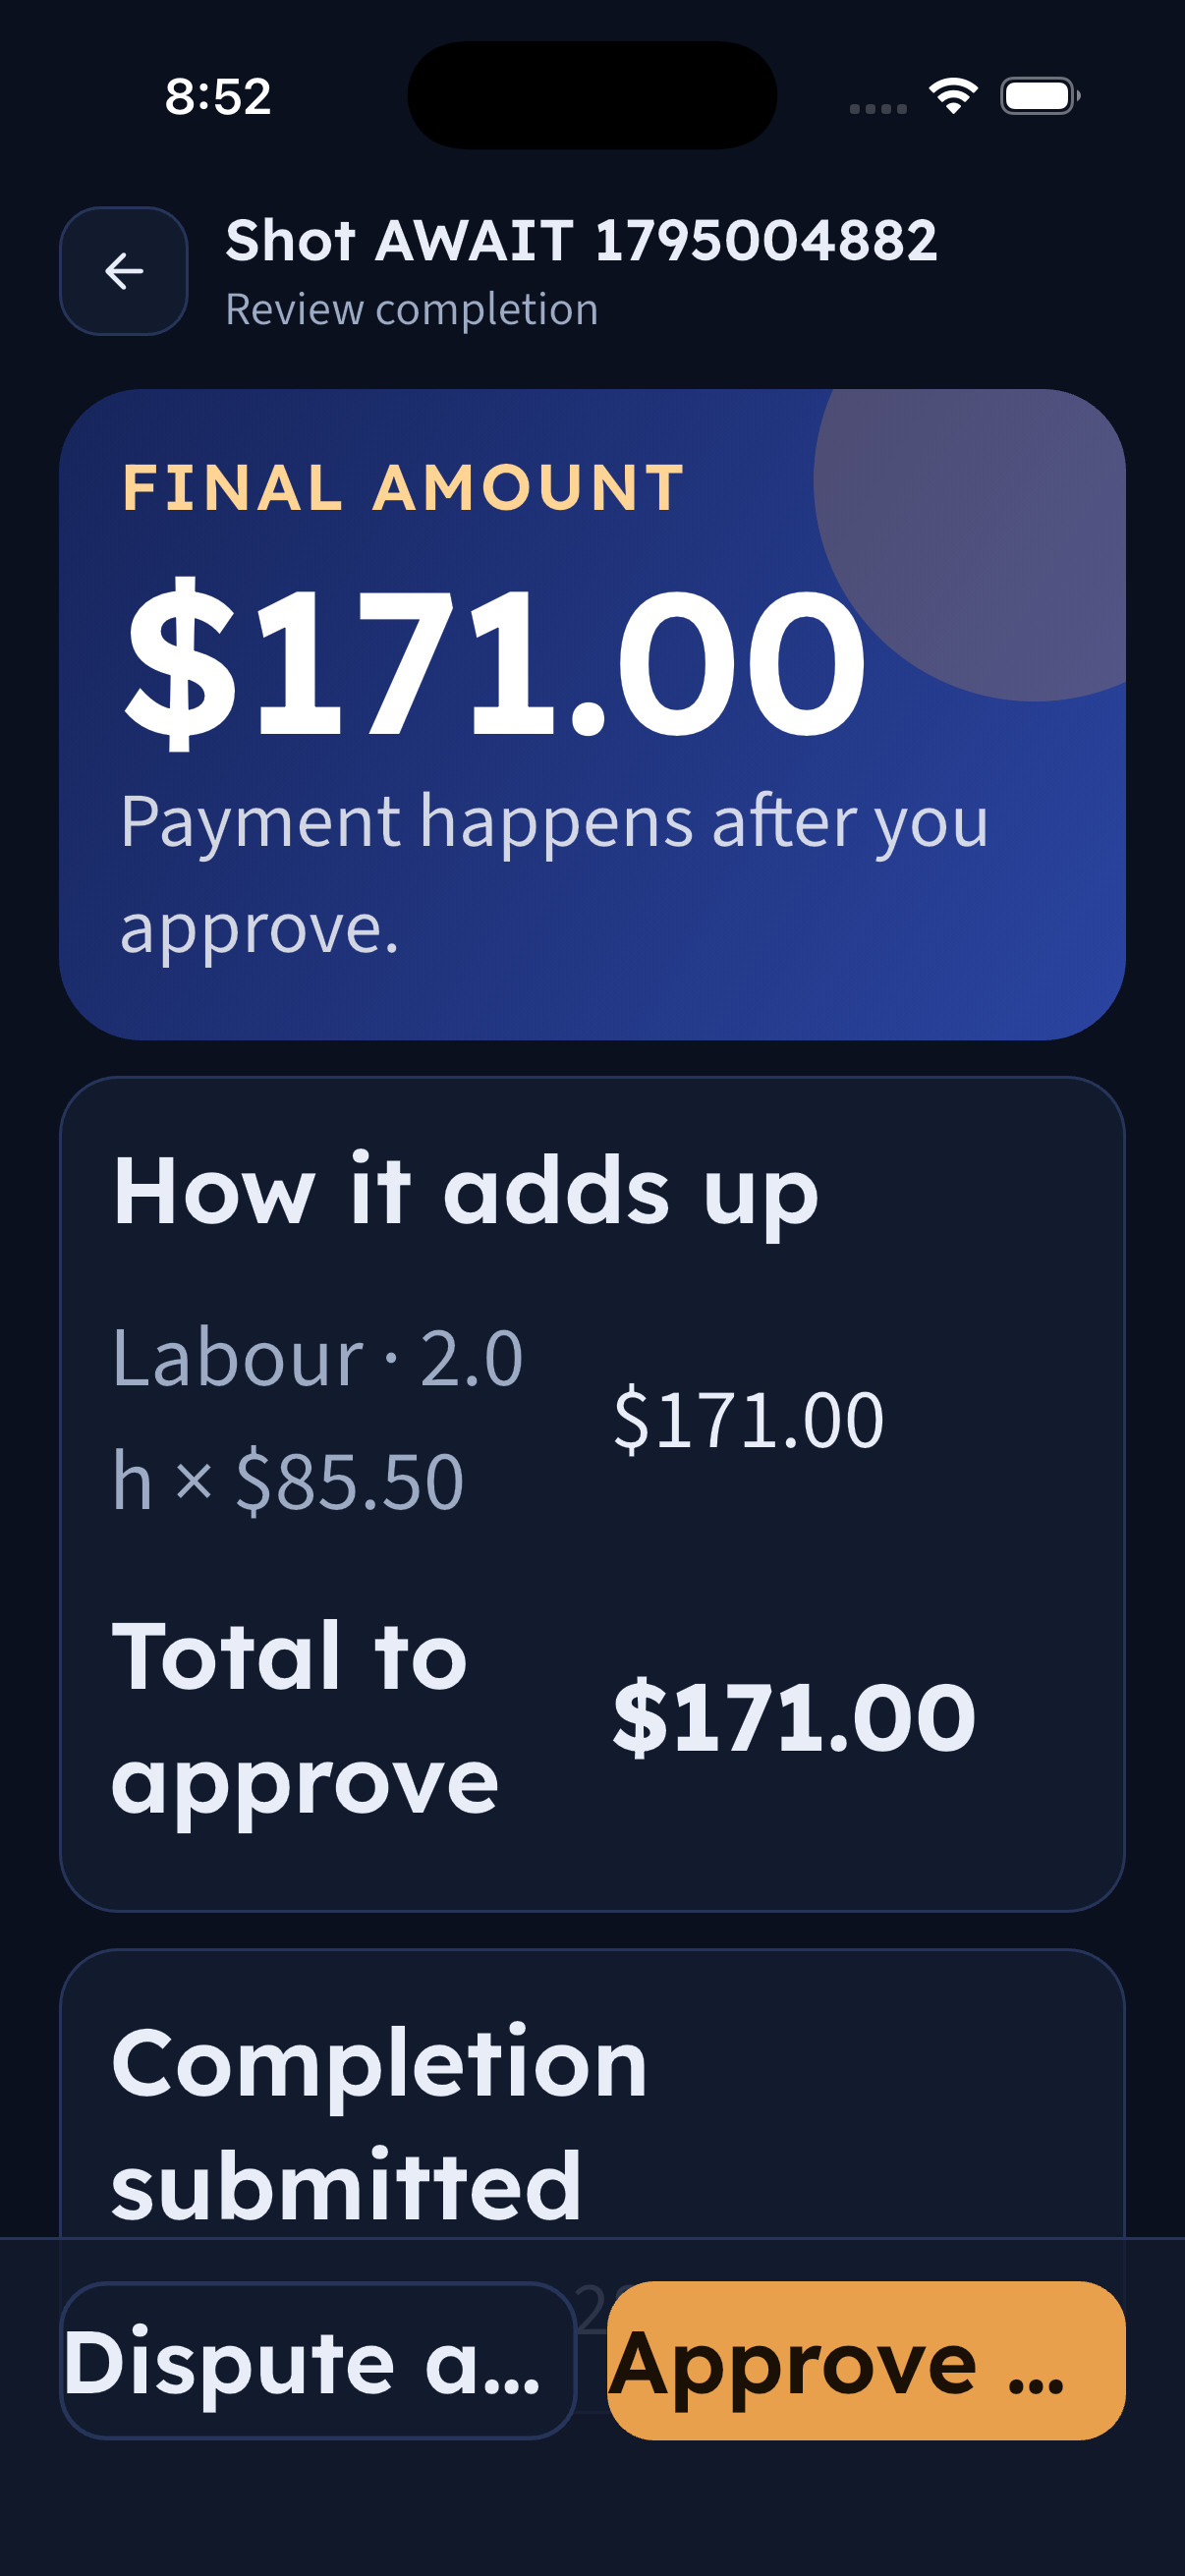 8:52
Shot AWAIT 1795004882
Review completion
FINAL AMOUNT
$171.00
Payment happens after you
approve.
How it adds up
Labour · 2.0
h × $85.50
$171.00
Total to
approve
$171.00
Completion
submitted
Dispute a...
Approve ...